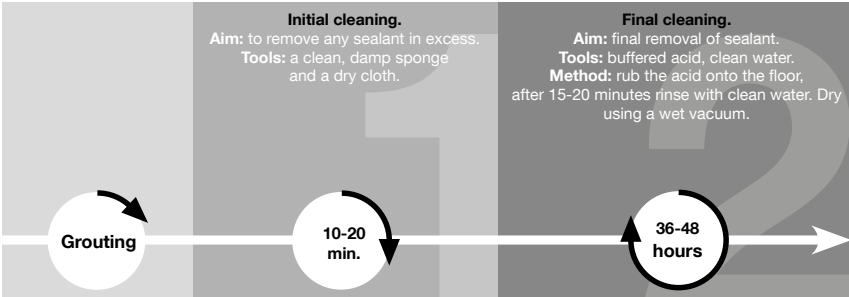 Initial cleaning.
Aim: to remove any sealant in excess.
Tools: a clean, damp sponge
and a dry cloth.
Final cleaning.
Aim: final removal of sealant.
Tools: buffered acid, clean water.
Method: rub the acid onto the floor,
after 15-20 minutes rinse with clean water. Dry
using a wet vacuum.
1
2
Grouting
10-20
min.
36-48
hours